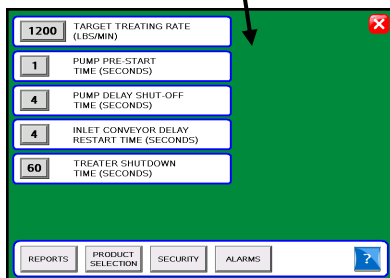 1200 TARGET TREATING RATE
(LBS/MIN)
1 PUMP PRE-START
TIME (SECONDS)
4 PUMP DELAY SHUT-OFF
TIME (SECONDS)
4 INLET CONVEYOR DELAY
RESTART TIME (SECONDS)
60 TREATER SHUTDOWN
TIME (SECONDS)
REPORTS PRODUCT
SELECTION SECURITY ALARMS ?